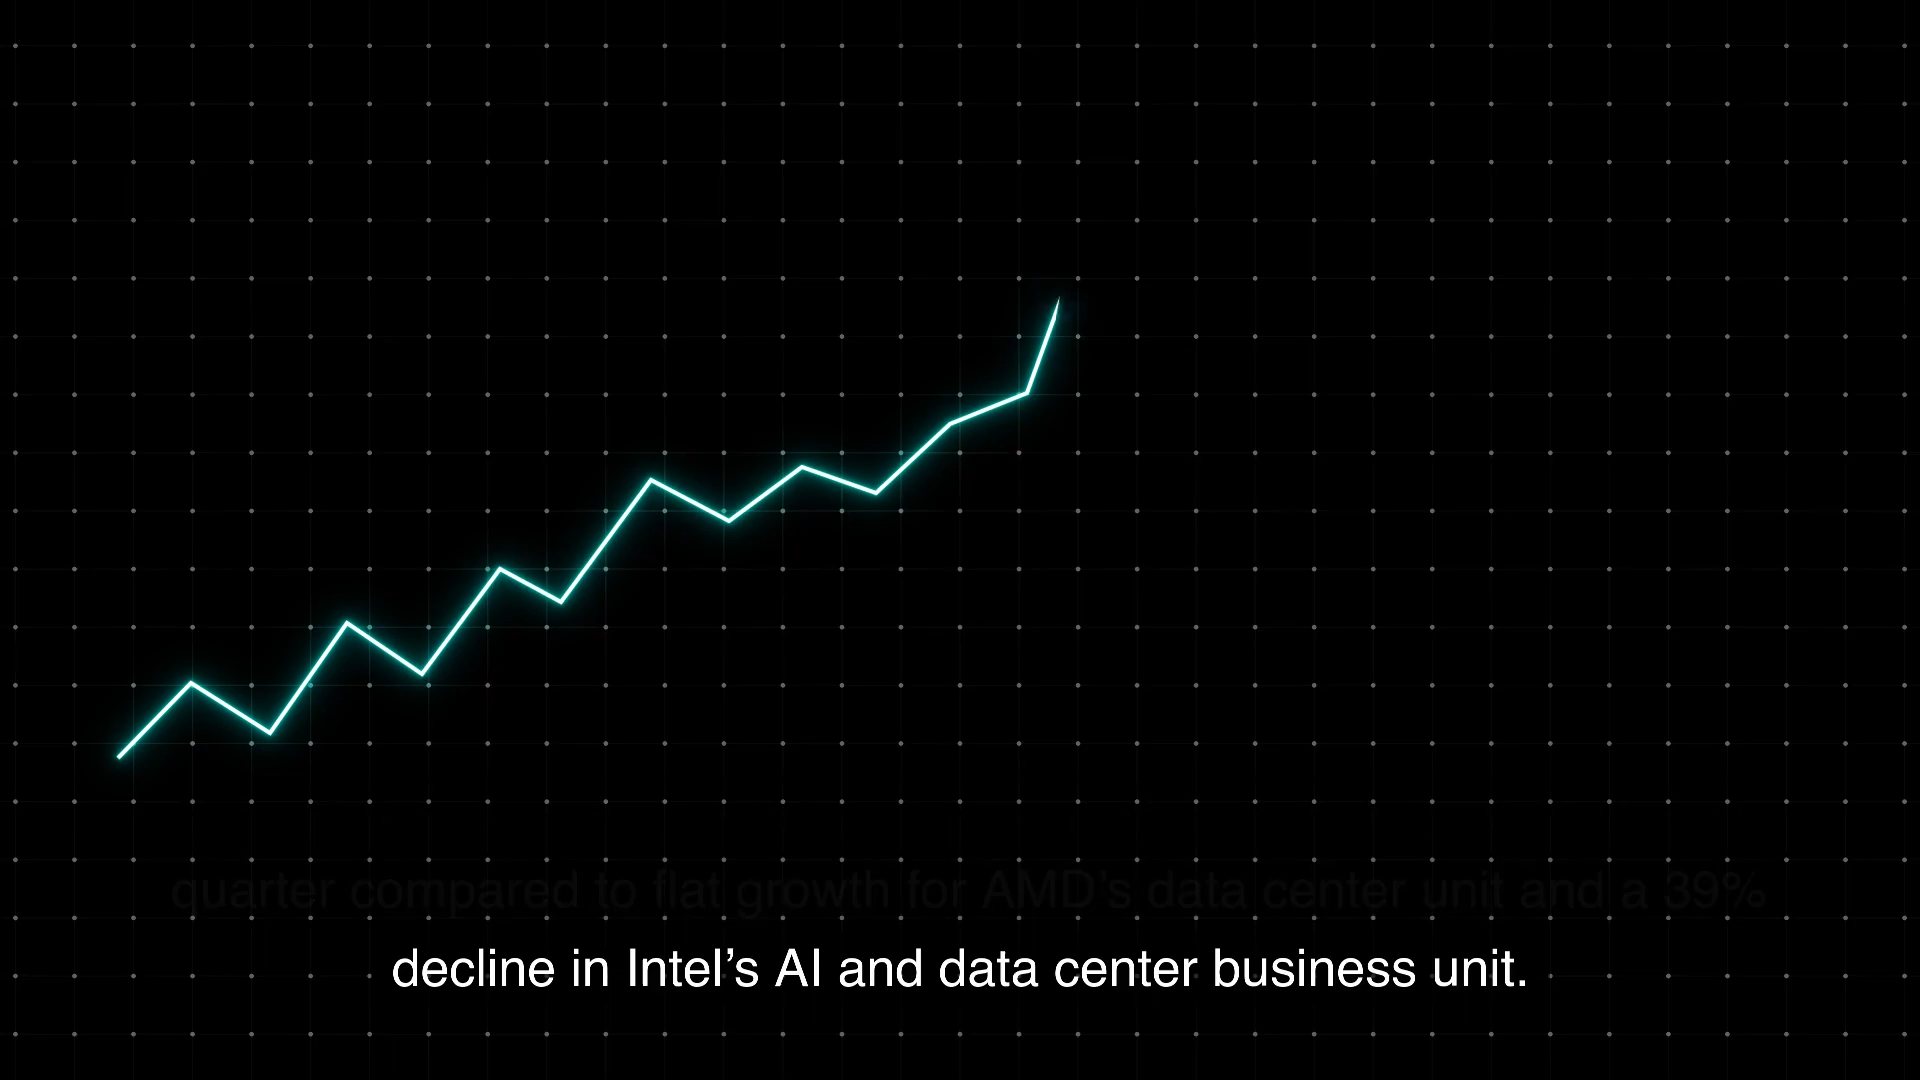 quarter compared to flat growth for AMD's data center unit and a 39%
decline in Intel’s AI and data center business unit.